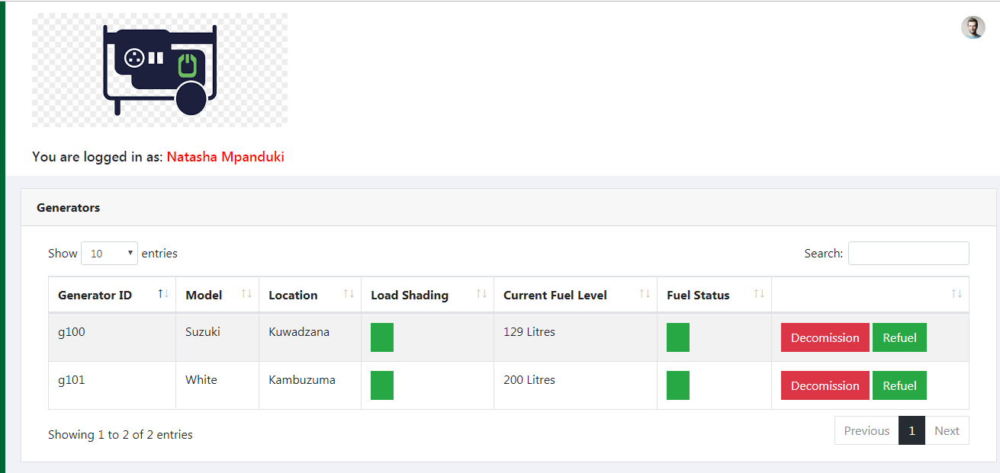 You are logged in as: Natasha Mpanduki
Generators
Show 10 entries Search:
Generator ID Model Location Load Shading Current Fuel Level Fuel Status
g100 Suzuki Kuwadzana 129 Litres Decomission Refuel
g101 White Kambuzuma 200 Litres Decomission Refuel
Showing 1 to 2 of 2 entries Previous 1 Next